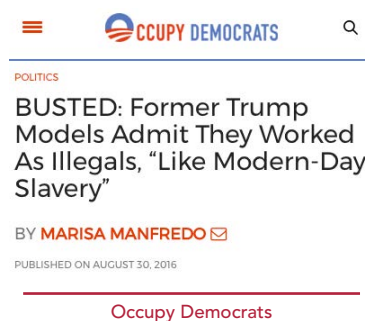 OCCUPY DEMOCRATS
POLITICS
BUSTED: Former Trump
Models Admit They Worked
As Illegals, “Like Modern-Day
Slavery”
BY MARISA MANFREDO
PUBLISHED ON AUGUST 30, 2016
Occupy Democrats